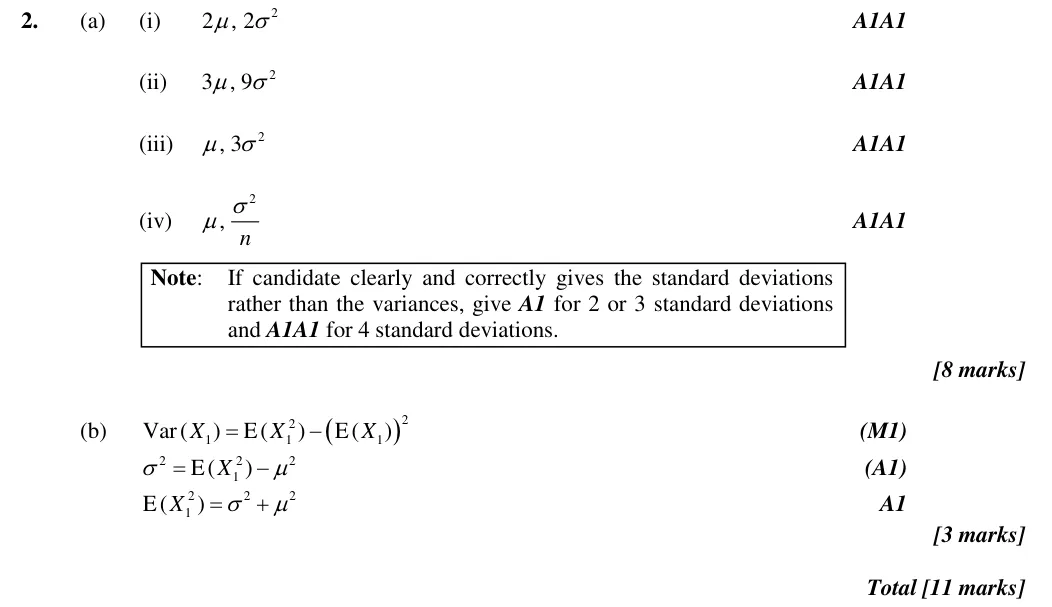 2. (a) (i) 2μ, 2σ² A1A1
(ii) 3μ, 9σ² A1A1
(iii) μ, 3σ² A1A1
(iv) μ, σ²/n A1A1
Note: If candidate clearly and correctly gives the standard deviations
rather than the variances, give A1 for 2 or 3 standard deviations
and A1A1 for 4 standard deviations.
[8 marks]
(b) Var(X₁) = E(X₁²) − (E(X₁))² (M1)
σ² = E(X₁²) − μ² (A1)
E(X₁²) = σ² + μ² A1
[3 marks]
Total [11 marks]